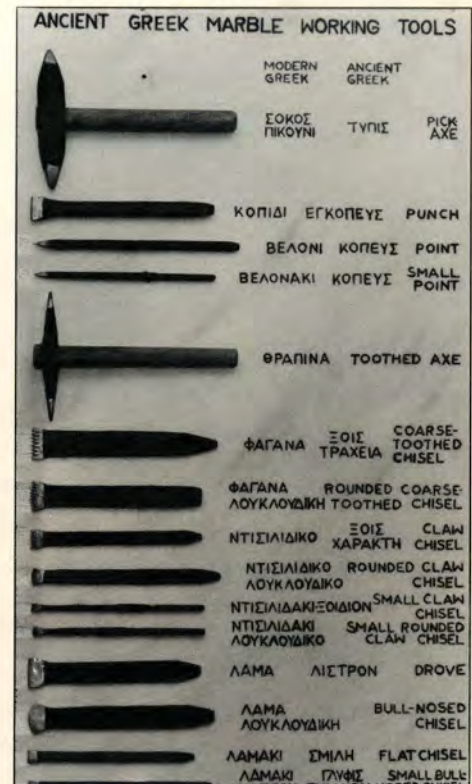 ANCIENT GREEK MARBLE WORKING TOOLS
MODERN ANCIENT
GREEK GREEK
ΣΟΚΟΣ ΤΥΠΙΣ PICK
ΠΙΚΟΥΝΙ AXE
ΚΟΠΙΔΙ ΕΓΚΟΠΕΥΣ PUNCH
ΒΕΛΟΝΙ ΚΟΠΕΥΣ POINT
ΒΕΛΟΝΑΚΙ ΚΟΠΕΥΣ SMALL
POINT
ΘΡΑΠΙΝΑ TOOTHED AXE
ΦΑΓΑΝΑ ΞΟΙΣ COARSE-
ΤΡΑΧΕΙΑ TOOTHED
CHISEL
ΦΑΓΑΝΑ ROUNDED COARSE-
ΛΟΥΚΛΟΥΔΙΚΗ TOOTHED CHISEL
ΝΤΙΣΙΛΙΔΙΚΟ ΞΟΙΣ CLAW
ΧΑΡΑΚΤΗ CHISEL
ΝΤΙΣΙΛΙΔΙΚΟ ROUNDED CLAW
ΛΟΥΚΛΟΥΔΙΚΟ CHISEL
ΝΤΙΣΙΛΙΔΑΚΙ ΞΟΙΔΙΟΝ SMALL CLAW
CHISEL
ΝΤΙΣΙΛΙΔΑΚΙ SMALL ROUNDED
ΛΟΥΚΛΟΥΔΙΚΟ CLAW CHISEL
ΛΑΜΑ ΛΙΣΤΡΟΝ DROVE
ΛΑΜΑ BULL-NOSED
ΛΟΥΚΛΟΥΔΙΚΗ CHISEL
ΛΑΜΑΚΙ ΣΜΙΛΗ FLAT CHISEL
ΛΑΜΑΚΙ ΓΛΥΦΙΣ SMALL BULL-